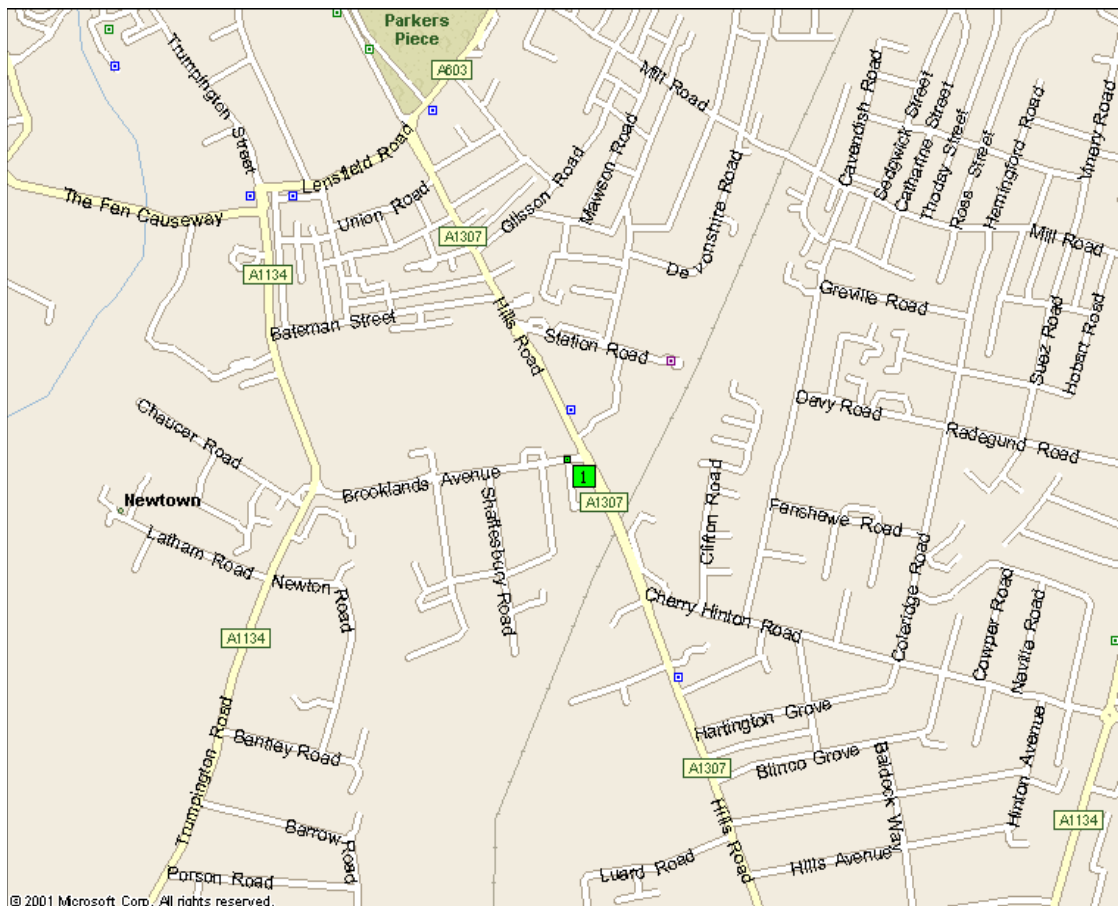 Parkers
Piece
A603
Trumpington Street
Mill Road
Cavendish Road
Sedgwick Street
Catharine Street
Thoday Street
Ross Street
Hemingford Road
Vinery Road
Lensfield Road
Mawson Road
Glisson Road
Union Road
The Fen Causeway
A1307
Devonshire Road
Mill Road
A1134
Greville Road
Bateman Street
Hills Road
Station Road
Suez Road
Hobart Road
Davy Road
Radegund Road
Chaucer Road
Brooklands Avenue
1
Newtown
Shaftesbury Road
A1307
Clifton Road
Fanshawe Road
Latham Road
Newton Road
Cherry Hinton Road
Coleridge Road
Cowper Road
Neville Road
A1134
Hartington Grove
Bentley Road
Trumpington Road
Blinco Grove
A1307
Baldock Way
Hinton Avenue
Barrow Road
Hills Road
A1134
Luard Road
Hills Avenue
Porson Road
© 2001 Microsoft Corp. All rights reserved.